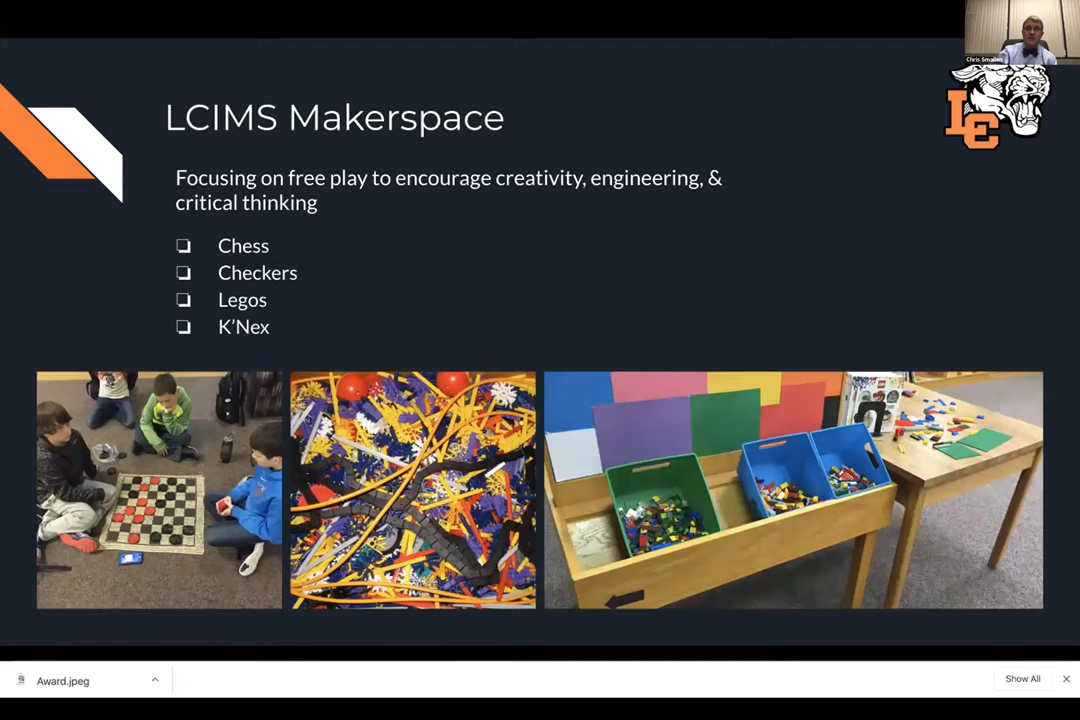 Chris Smallen
LC
LCIMS Makerspace
Focusing on free play to encourage creativity, engineering, &
critical thinking
❏ Chess
❏ Checkers
❏ Legos
❏ K’Nex
Award.jpeg
Show All